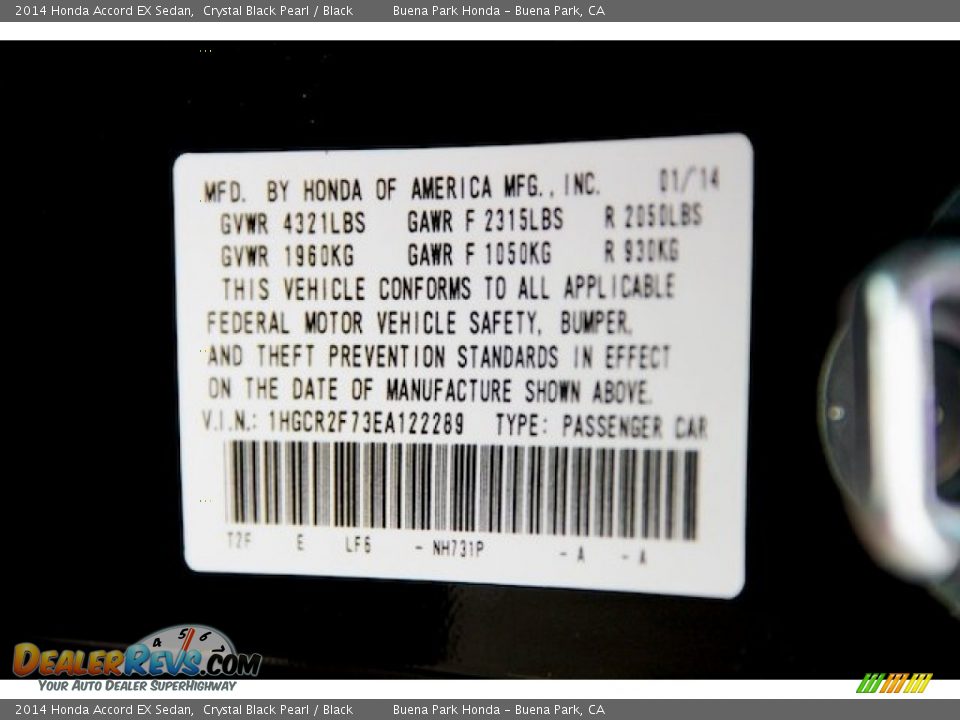 2014 Honda Accord EX Sedan,  Crystal Black Pearl / Black          Buena Park Honda – Buena Park, CA
MFD. BY HONDA OF AMERICA MFG., INC. 01/'14
GVWR 4321LBS GAWR F 2315LBS R 2050LBS
GVWR 1960KG GAWR F 1050KG R 930KG
THIS VEHICLE CONFORMS TO ALL APPLICABLE
FEDERAL MOTOR VEHICLE SAFETY, BUMPER,
AND THEFT PREVENTION STANDARDS IN EFFECT
ON THE DATE OF MANUFACTURE SHOWN ABOVE.
V.I.N.: 1HGCR2F73EA122289 TYPE: PASSENGER CAR
T2F E LF6 - NH731P - A - A
4 5 6
DEALERREVS.COM
YOUR AUTO DEALER SUPERHIGHWAY
2014 Honda Accord EX Sedan,  Crystal Black Pearl / Black          Buena Park Honda – Buena Park, CA